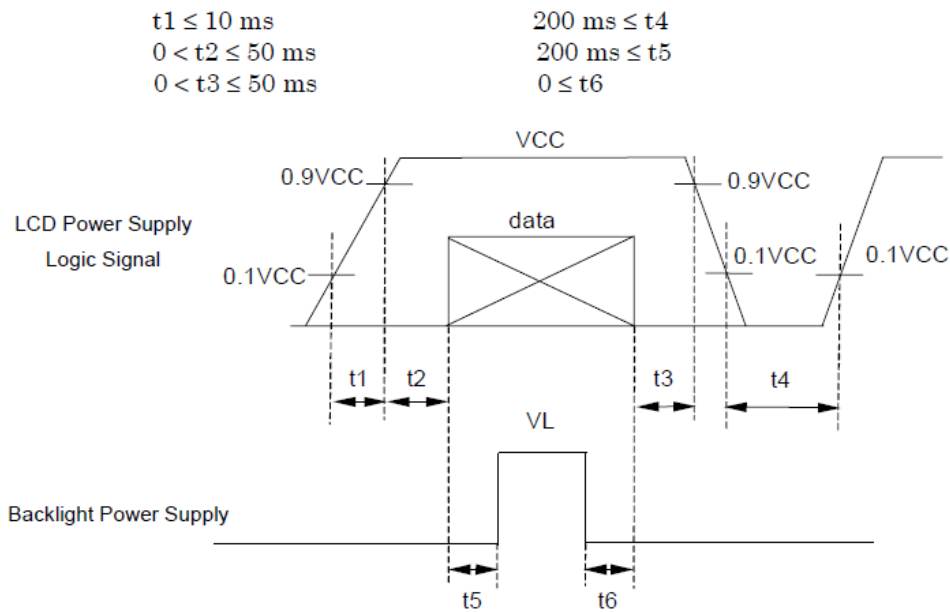 t1 ≤ 10 ms
200 ms ≤ t4
0 < t2 ≤ 50 ms
200 ms ≤ t5
0 < t3 ≤ 50 ms
0 ≤ t6
VCC
0.9VCC
0.9VCC
LCD Power Supply
Logic Signal
data
0.1VCC
0.1VCC
0.1VCC
t1
t2
t3
t4
VL
Backlight Power Supply
t5
t6